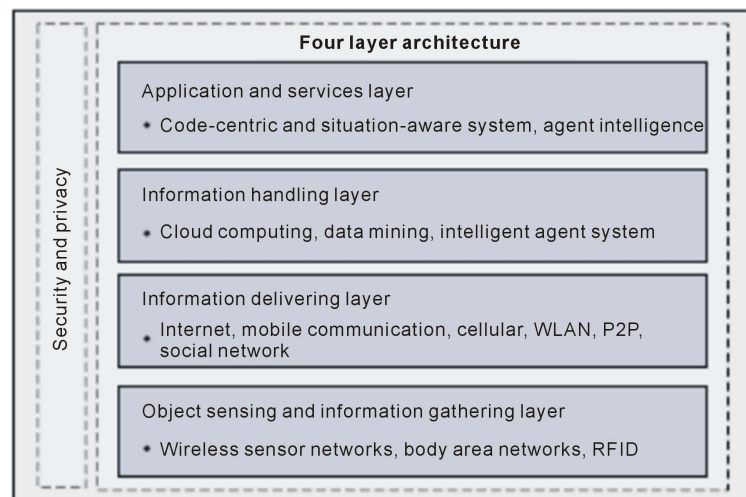 Four layer architecture
Security and privacy
Application and services layer
• Code-centric and situation-aware system, agent intelligence
Information handling layer
• Cloud computing, data mining, intelligent agent system
Information delivering layer
• Internet, mobile communication, cellular, WLAN, P2P,
social network
Object sensing and information gathering layer
• Wireless sensor networks, body area networks, RFID